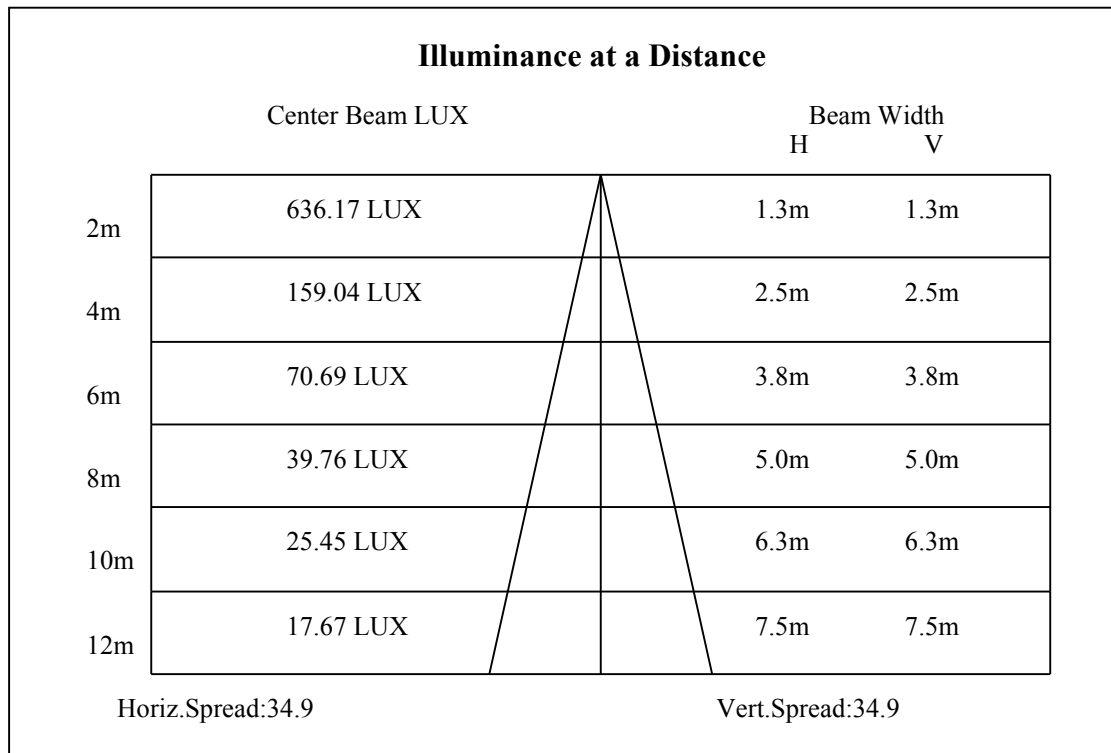 Illuminance at a Distance
Center Beam LUX Beam Width
H V
2m 636.17 LUX 1.3m 1.3m
4m 159.04 LUX 2.5m 2.5m
6m 70.69 LUX 3.8m 3.8m
8m 39.76 LUX 5.0m 5.0m
10m 25.45 LUX 6.3m 6.3m
12m 17.67 LUX 7.5m 7.5m
Horiz.Spread:34.9 Vert.Spread:34.9